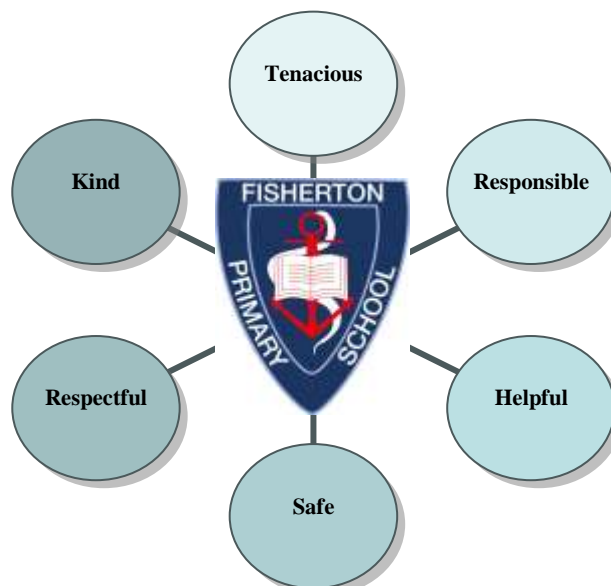 Tenacious
Kind
Responsible
FISHERTON
PRIMARY
SCHOOL
Respectful
Helpful
Safe